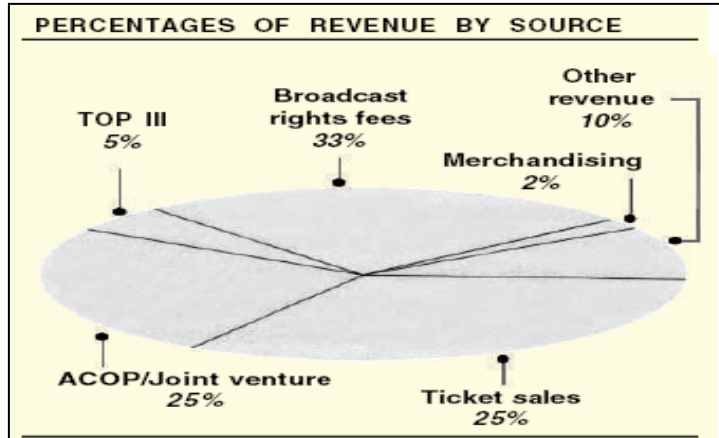 PERCENTAGES OF REVENUE BY SOURCE
Other
revenue
10%
Broadcast
rights fees
33%
TOP III
5%
Merchandising
2%
ACOP/Joint venture
25%
Ticket sales
25%